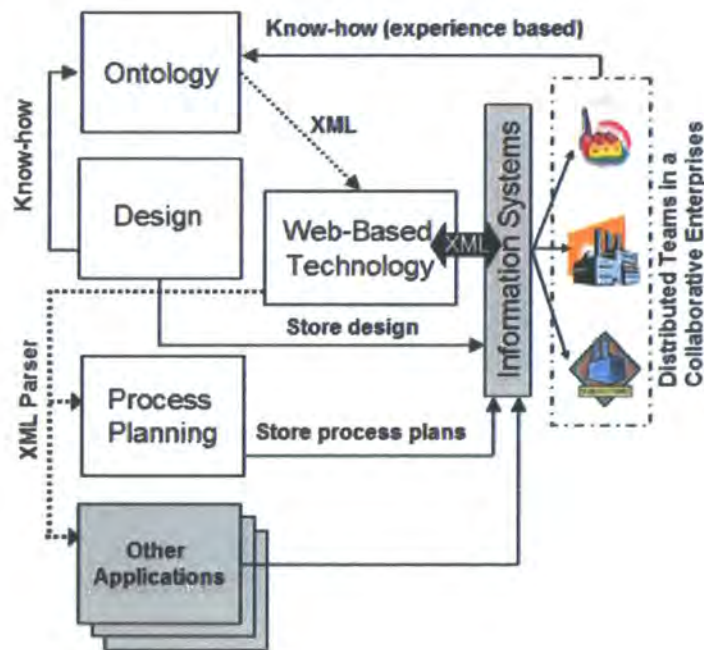 Know-how (experience based)
Ontology
XML
Know-how
Design
Web-Based
Technology
XML
Information Systems
Distributed Teams in a
Collaborative Enterprises
Store design
XML Parser
Process
Planning
Store process plans
Other
Applications